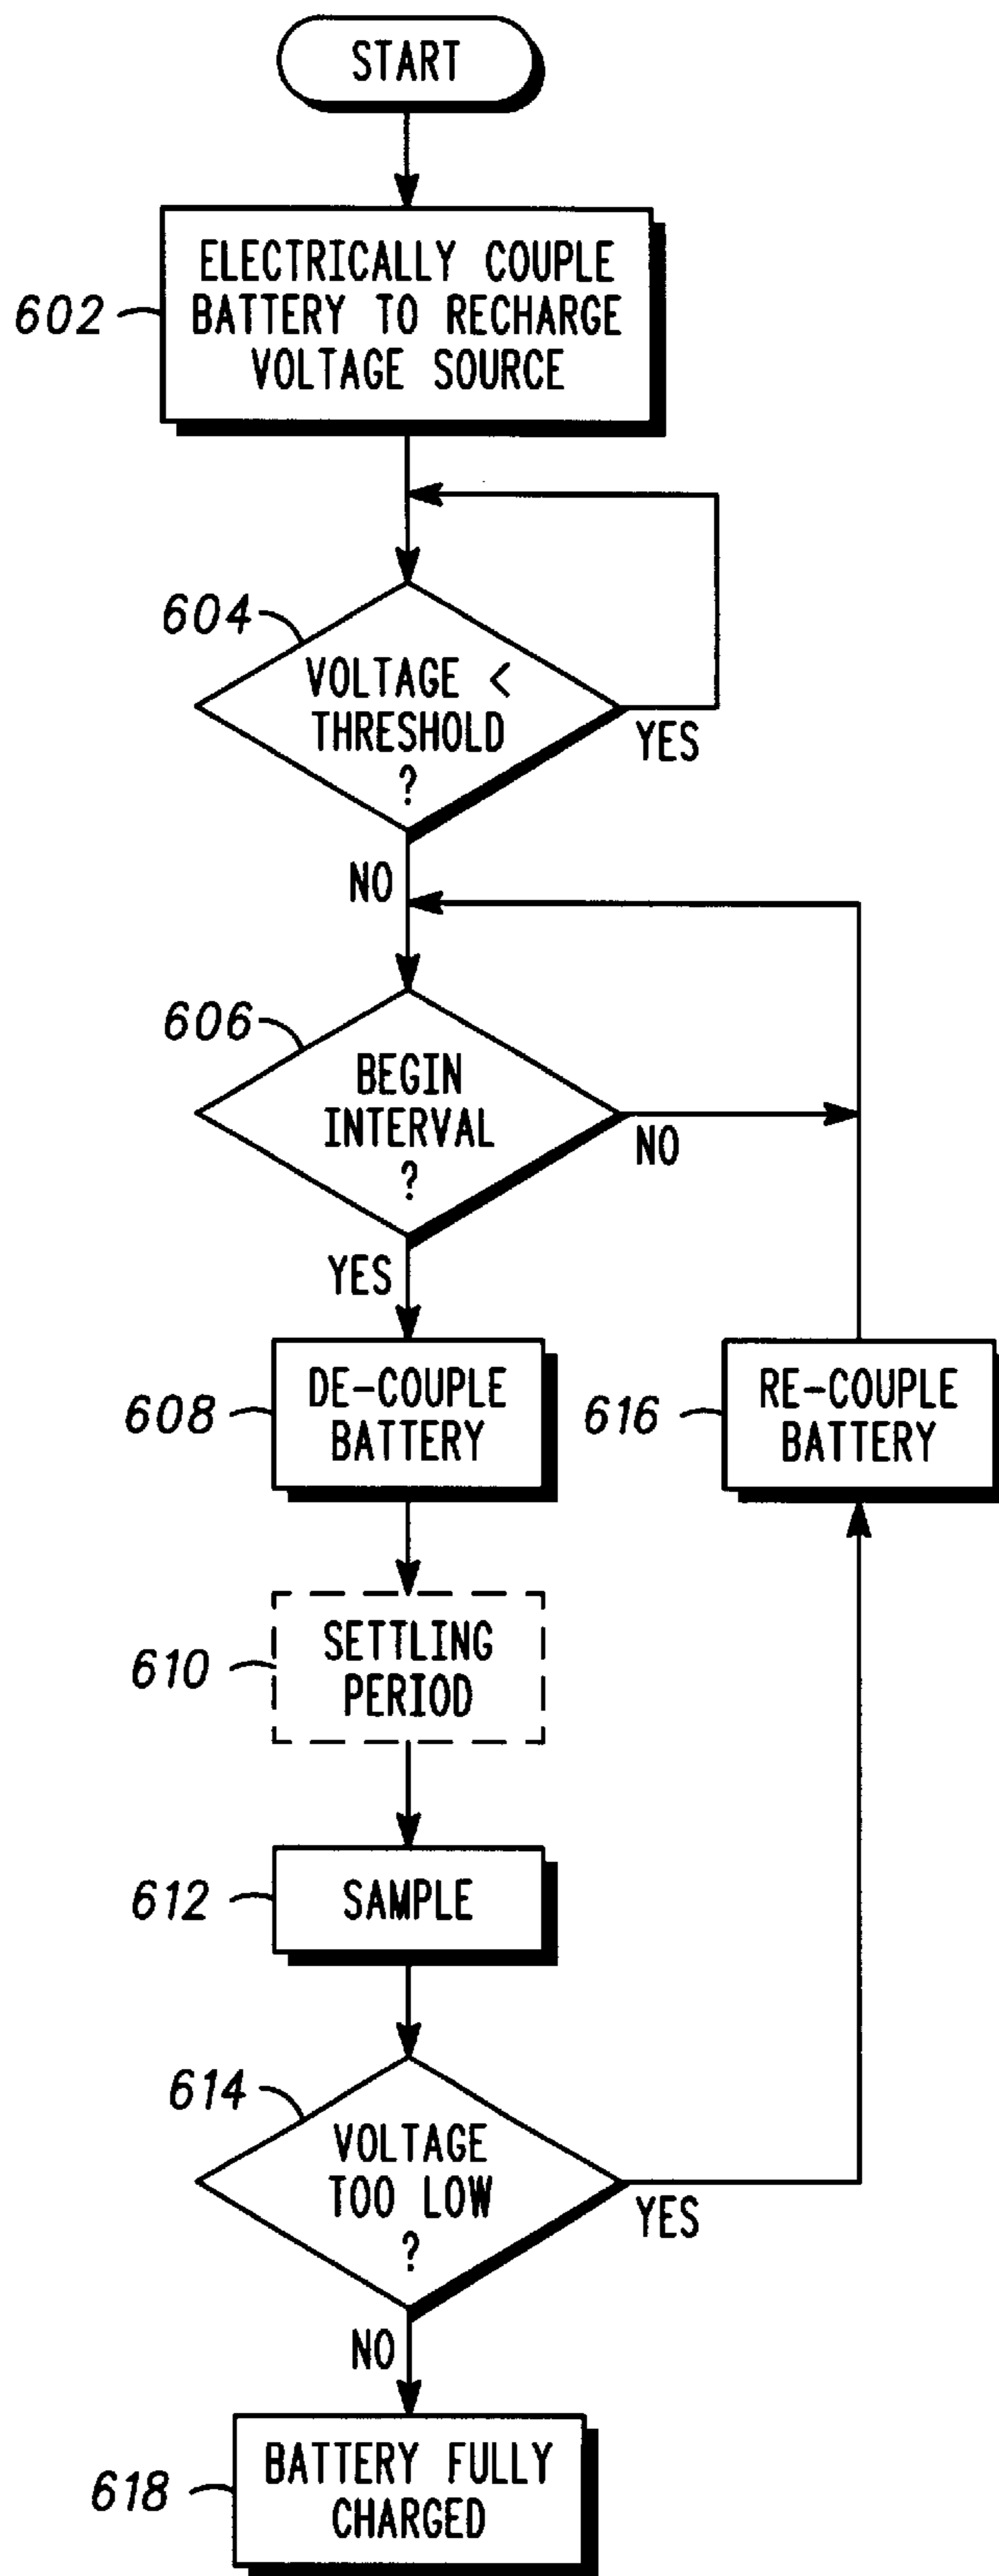 START
602
ELECTRICALLY COUPLE
BATTERY TO RECHARGE
VOLTAGE SOURCE
604
VOLTAGE <
THRESHOLD
?
YES
NO
606
BEGIN
INTERVAL
?
NO
YES
608
DE-COUPLE
BATTERY
616
RE-COUPLE
BATTERY
610
SETTLING
PERIOD
612
SAMPLE
614
VOLTAGE
TOO LOW
?
YES
NO
618
BATTERY FULLY
CHARGED